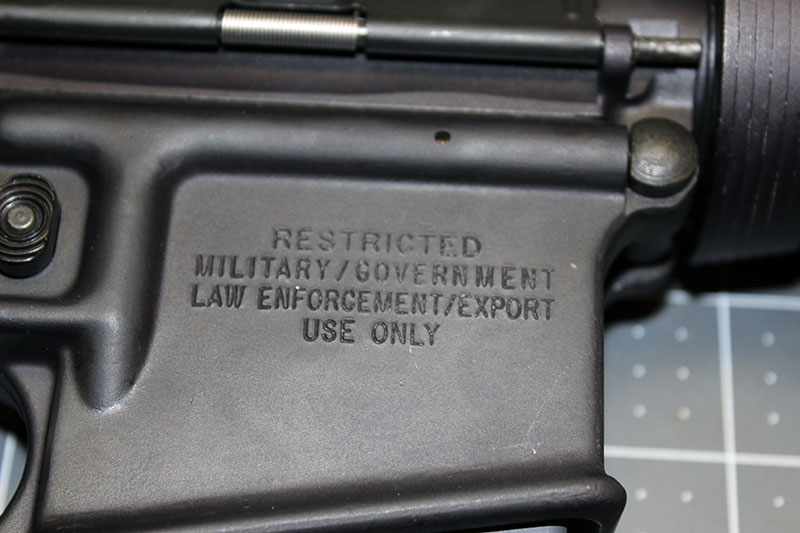 RESTRICTED
MILITARY/GOVERNMENT
LAW ENFORCEMENT/EXPORT
USE ONLY